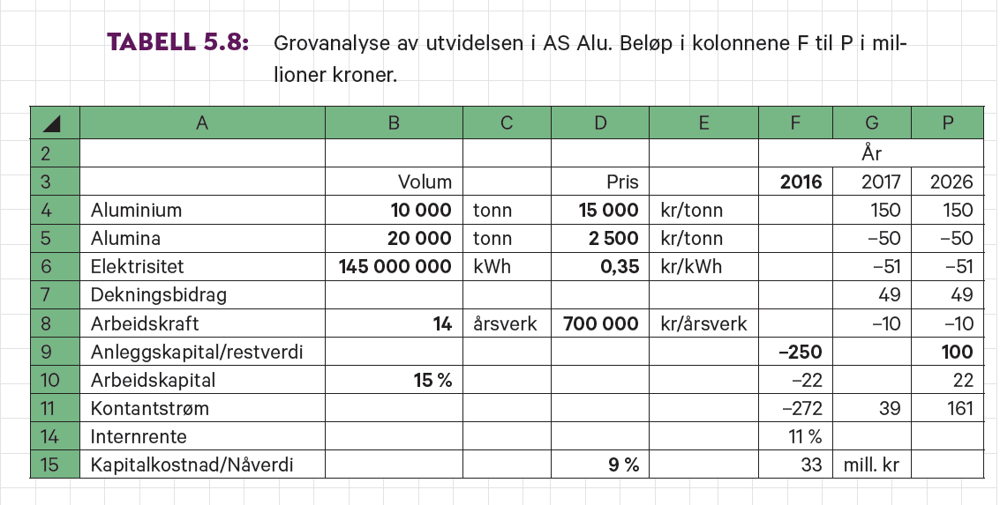 TABELL 5.8: Grovanalyse av utvidelsen i AS Alu. Beløp i kolonnene F til P i mil-
lioner kroner.
A B C D E F G P
2 År
3 Volum Pris 2016 2017 2026
4 Aluminium 10 000 tonn 15 000 kr/tonn 150 150
5 Alumina 20 000 tonn 2 500 kr/tonn –50 –50
6 Elektrisitet 145 000 000 kWh 0,35 kr/kWh –51 –51
7 Dekningsbidrag 49 49
8 Arbeidskraft 14 årsverk 700 000 kr/årsverk –10 –10
9 Anleggskapital/restverdi –250 100
10 Arbeidskapital 15 % –22 22
11 Kontantstrøm –272 39 161
14 Internrente 11 %
15 Kapitalkostnad/Nåverdi 9 % 33 mill. kr